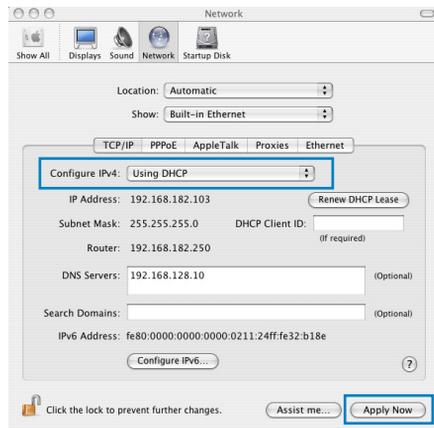 Network
Show All Displays Sound Network Startup Disk
Location: Automatic
Show: Built-in Ethernet
TCP/IP PPPoE AppleTalk Proxies Ethernet
Configure IPv4: Using DHCP
IP Address: 192.168.182.103 Renew DHCP Lease
Subnet Mask: 255.255.255.0 DHCP Client ID:
(If required)
Router: 192.168.182.250
DNS Servers: 192.168.128.10 (Optional)
Search Domains: (Optional)
IPv6 Address: fe80:0000:0000:0000:0211:24ff:fe32:b18e
Configure IPv6... ?
Click the lock to prevent further changes. Assist me... Apply Now